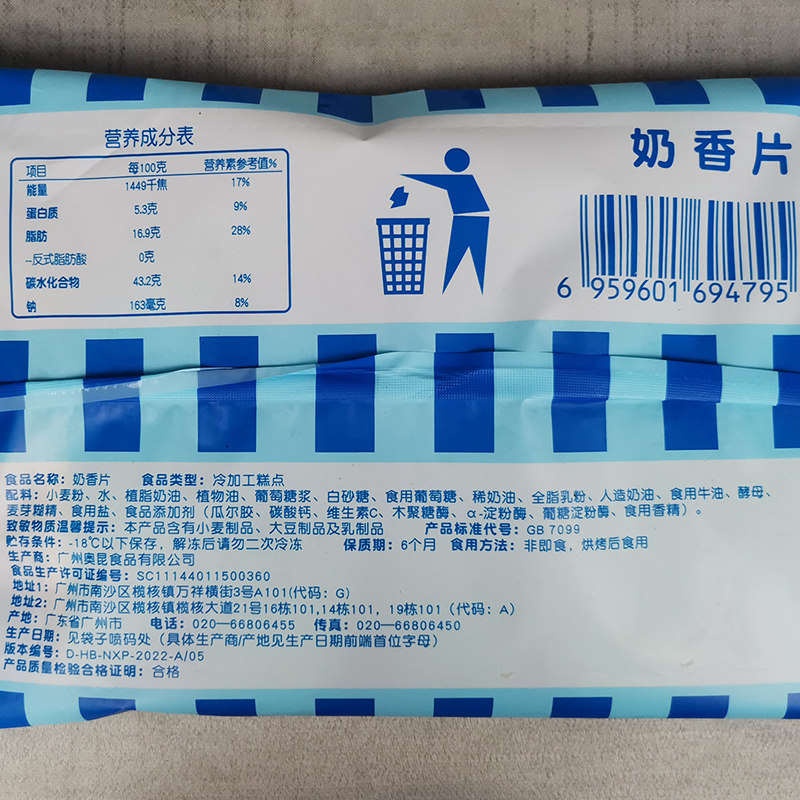 营养成分表
项目 每100克 营养素参考值%
能量 1449千焦 17%
蛋白质 5.3克 9%
脂肪 16.9克 28%
--反式脂肪酸 0克
碳水化合物 43.2克 14%
钠 163毫克 8%
奶香片
6 959601 694795
食品名称：奶香片 食品类型：冷加工糕点
配料：小麦粉、水、植脂奶油、植物油、葡萄糖浆、白砂糖、食用葡萄糖、稀奶油、全脂乳粉、人造奶油、食用牛油、酵母、
麦芽糊精、食用盐、食品添加剂（瓜尔胶、碳酸钙、维生素C、木聚糖酶、α-淀粉酶、葡糖淀粉酶、食用香精）。
致敏物质温馨提示：本产品含有小麦制品、大豆制品及乳制品 产品标准代号：GB 7099
贮存条件：-18℃以下保存，解冻后请勿二次冷冻 保质期：6个月 食用方法：非即食，烘烤后食用
生产商：广州奥昆食品有限公司
食品生产许可证编号：SC11144011500360
地址1：广州市南沙区榄核镇万祥横街3号A101(代码：G)
地址2：广州市南沙区榄核镇榄核大道21号16栋101,14栋101，19栋101（代码：A）
产地：广东省广州市 电话：020—66806455 传真：020—66806450
生产日期：见袋子喷码处（具体生产商/产地见生产日期前端首位字母）
版本编号：D-HB-NXP-2022-A/05
产品质量检验合格证明：合格